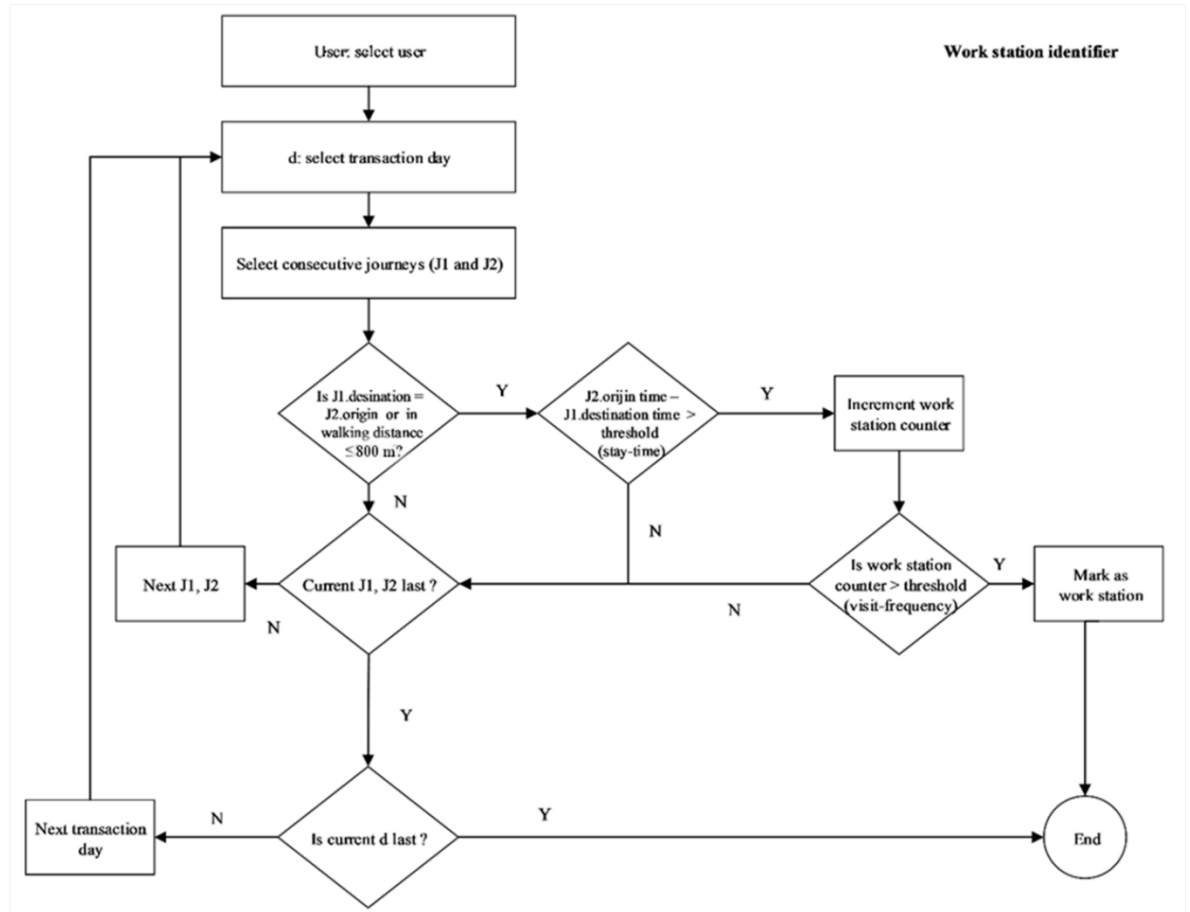 User: select user
Work station identifier
d: select transaction day
Select consecutive journeys (J1 and J2)
Is J1.desination =
J2.origin or in
walking distance
≤800 m?
Y
J2.orijin time –
J1.destination time >
threshold
(stay-time)
Y
Increment work
station counter
N
N
Next J1, J2
N
Current J1, J2 last ?
N
Is work station
counter > threshold
(visit-frequency)
Y
Mark as
work station
Y
Next transaction
day
N
Is current d last ?
Y
End